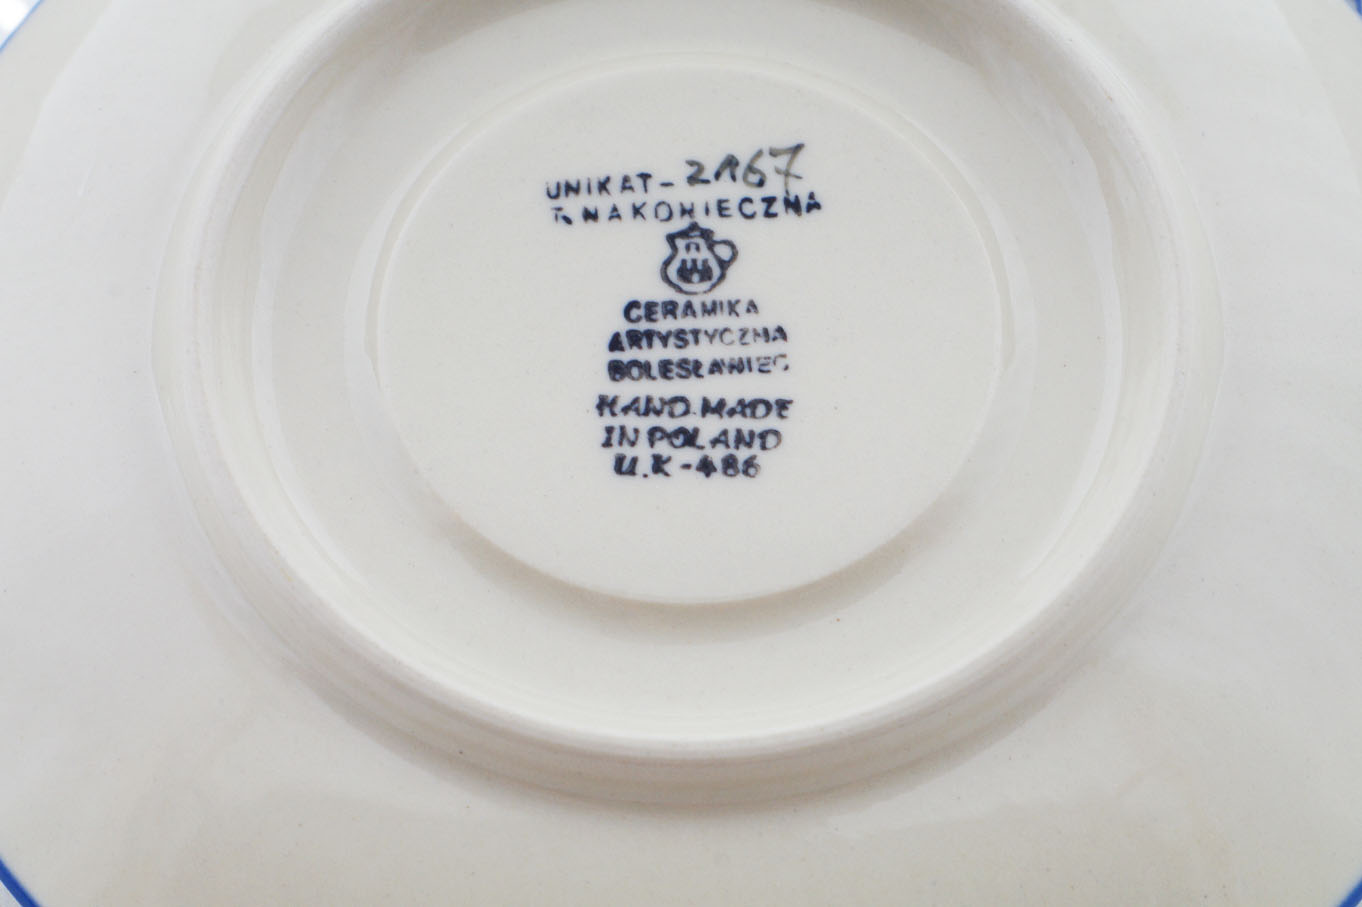 UNIKAT - 2167
T. NAKONIECZNA
CERAMIKA
ARTYSTYCZNA
BOLESŁAWIEC
HAND MADE
IN POLAND
U.K - 486